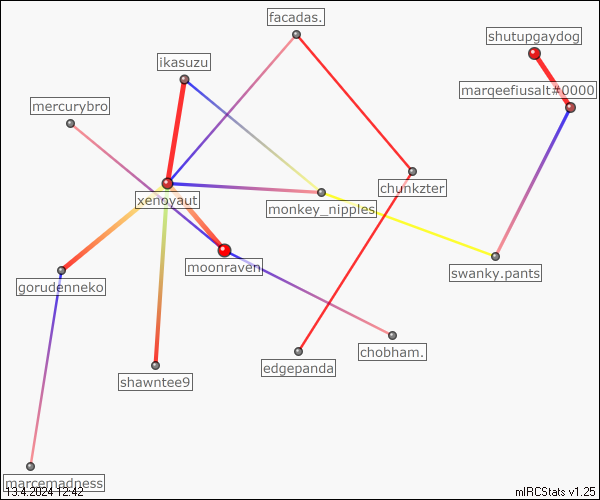 facadas.
shutupgaydog
ikasuzu
marqeefiusalt#0000
mercurybro
chunkzter
xenoyaut
monkey_nipples
moonraven
swanky.pants
gorudenneko
chobham.
edgepanda
shawntee9
marcemadness
13.4.2024 12:42
mIRCStats v1.25